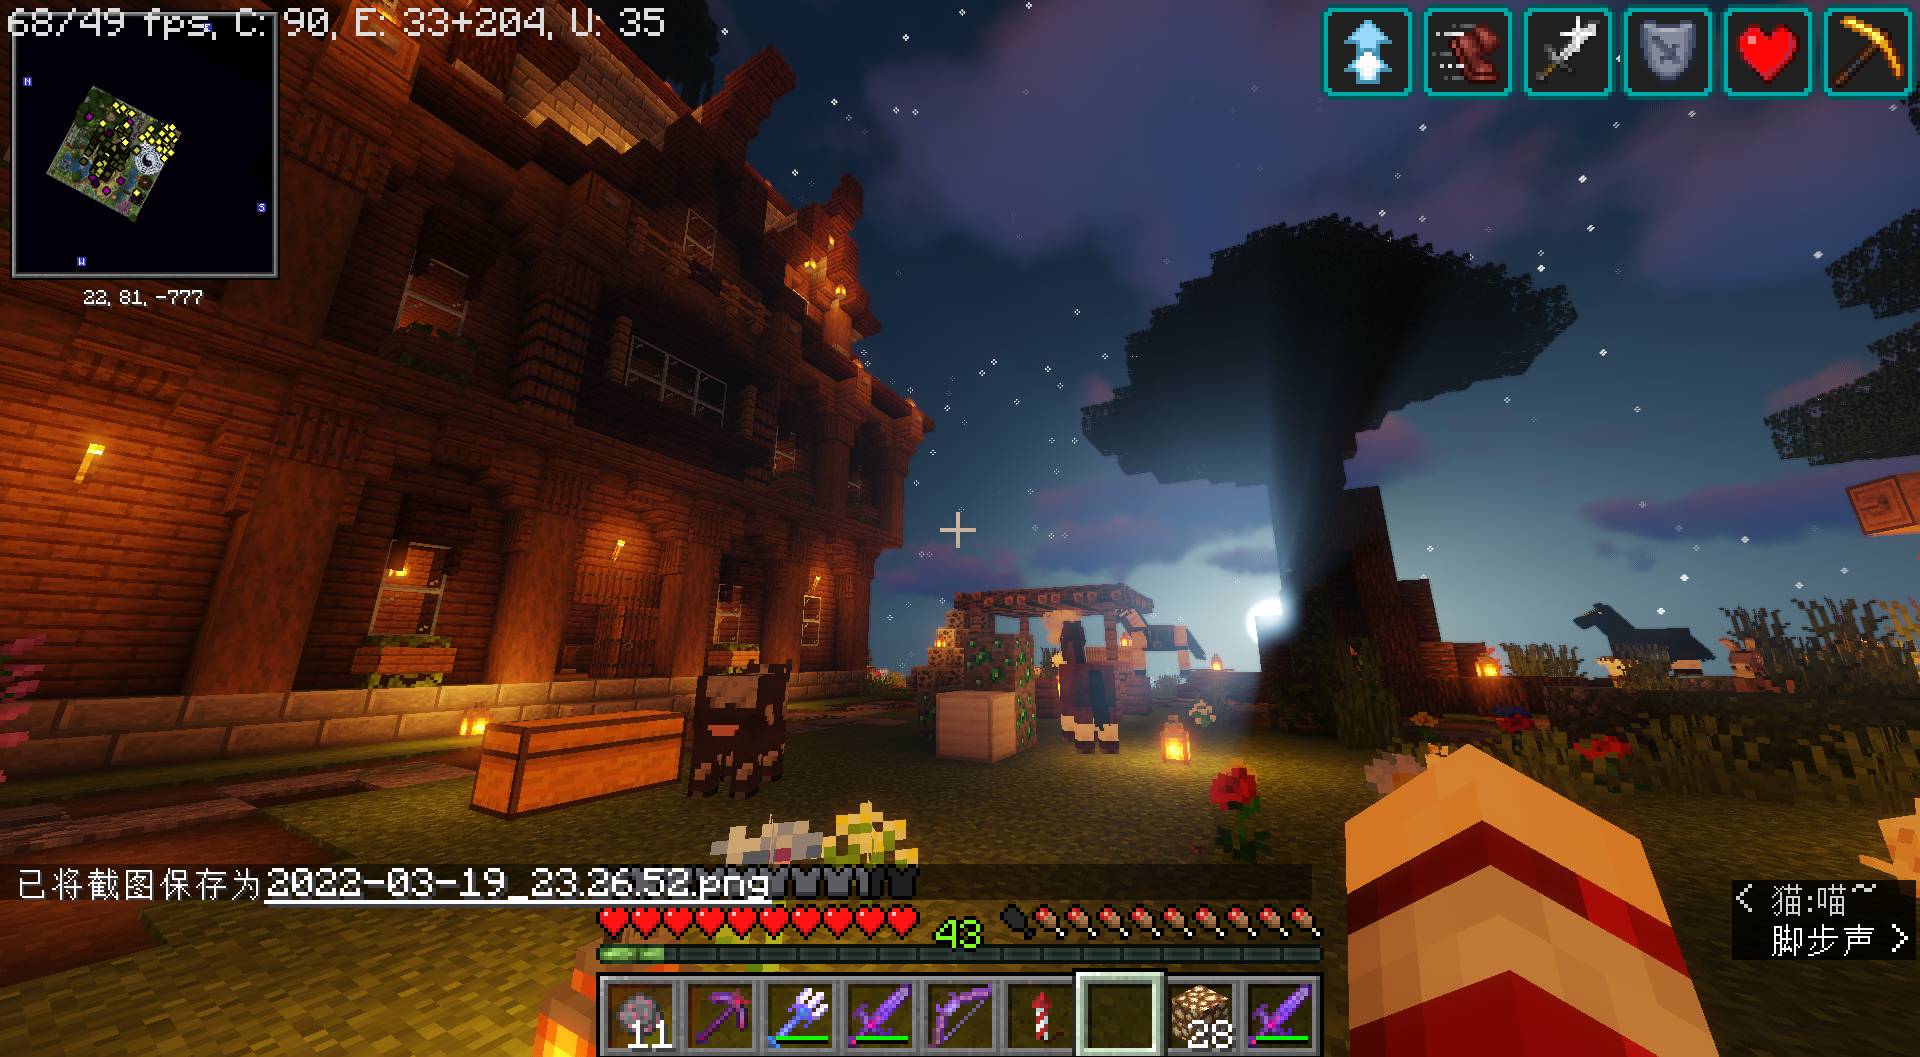 68/49 fps, C: 90, E: 33+204, U: 35
N
S
W
22, 81, -777
已将截图保存为2022-03-19_23.26.52.png
< 猫:喵~
脚步声 >
43
11
28